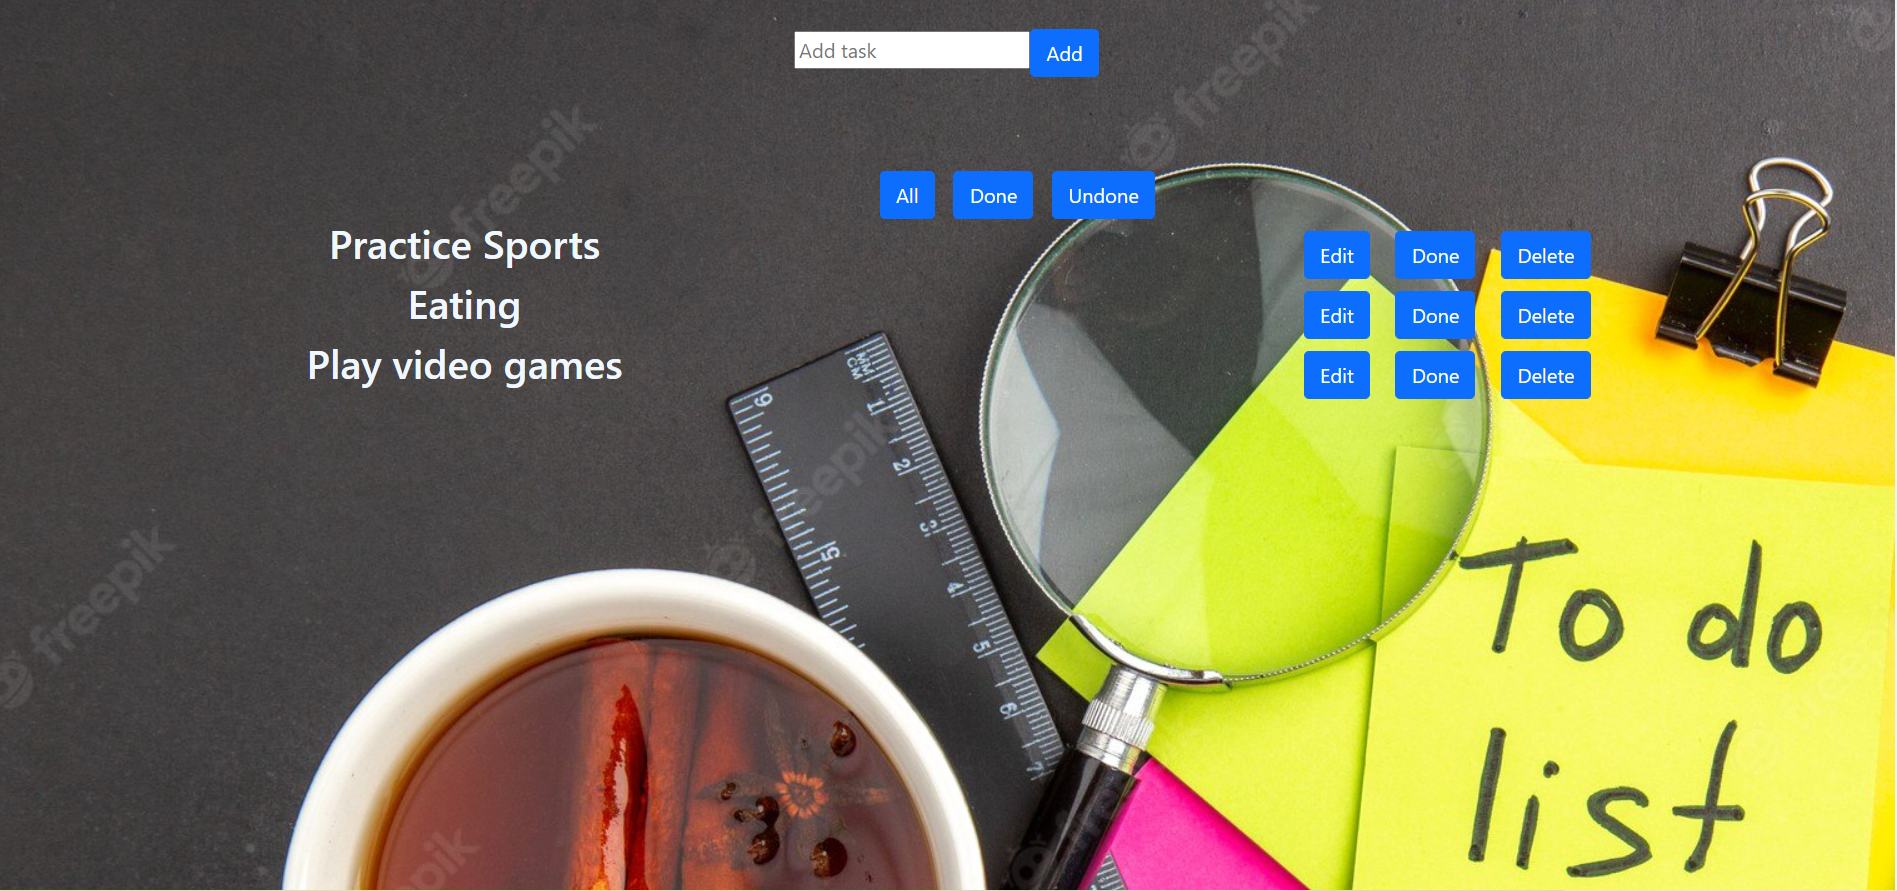 Add task
Add
All Done Undone
Practice Sports
Edit Done Delete
Eating
Edit Done Delete
Play video games
Edit Done Delete
MM
CM
1
2
3
4
5
6
7
6
5
To do
list
freepik
freepik
freepik
freepik
freepik